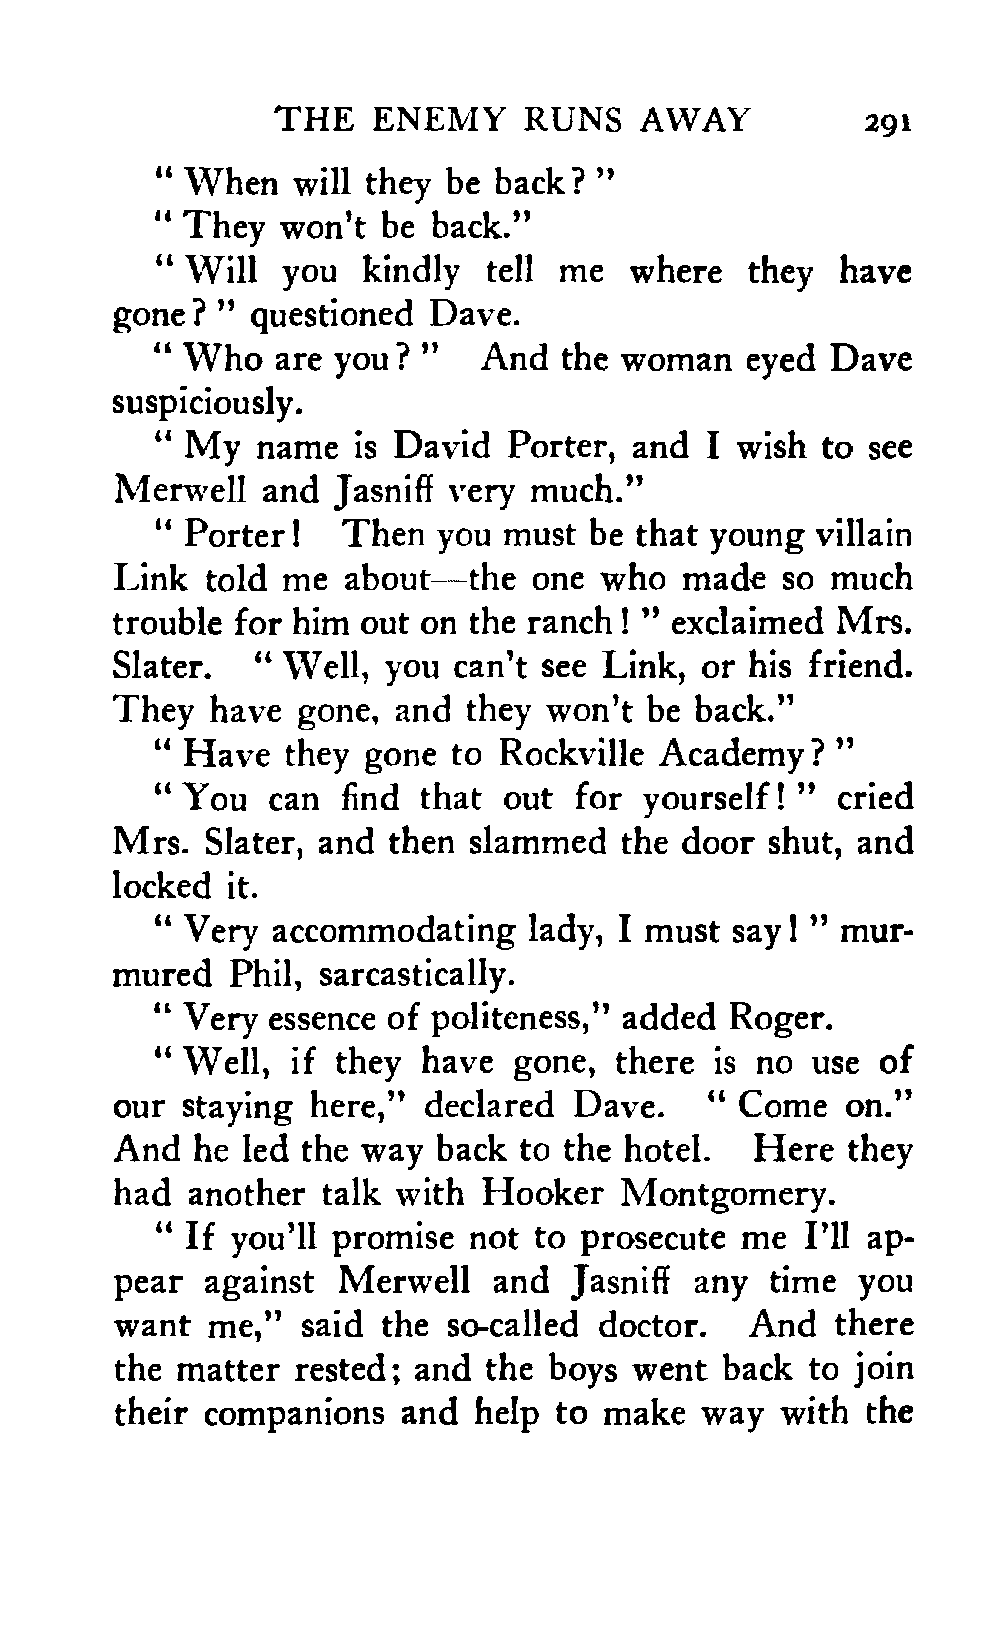 THE ENEMY RUNS AWAY 291
" When will they be back? "
" They won't be back."
" Will you kindly tell me where they have
gone? " questioned Dave.
" Who are you? " And the woman eyed Dave
suspiciously.
" My name is David Porter, and I wish to see
Merwell and Jasniff very much."
" Porter! Then you must be that young villain
Link told me about—the one who made so much
trouble for him out on the ranch! " exclaimed Mrs.
Slater. " Well, you can't see Link, or his friend.
They have gone, and they won't be back."
" Have they gone to Rockville Academy? "
" You can find that out for yourself! " cried
Mrs. Slater, and then slammed the door shut, and
locked it.
" Very accommodating lady, I must say! " mur-
mured Phil, sarcastically.
" Very essence of politeness," added Roger.
" Well, if they have gone, there is no use of
our staying here," declared Dave. " Come on."
And he led the way back to the hotel. Here they
had another talk with Hooker Montgomery.
" If you'll promise not to prosecute me I'll ap-
pear against Merwell and Jasniff any time you
want me," said the so-called doctor. And there
the matter rested; and the boys went back to join
their companions and help to make way with the